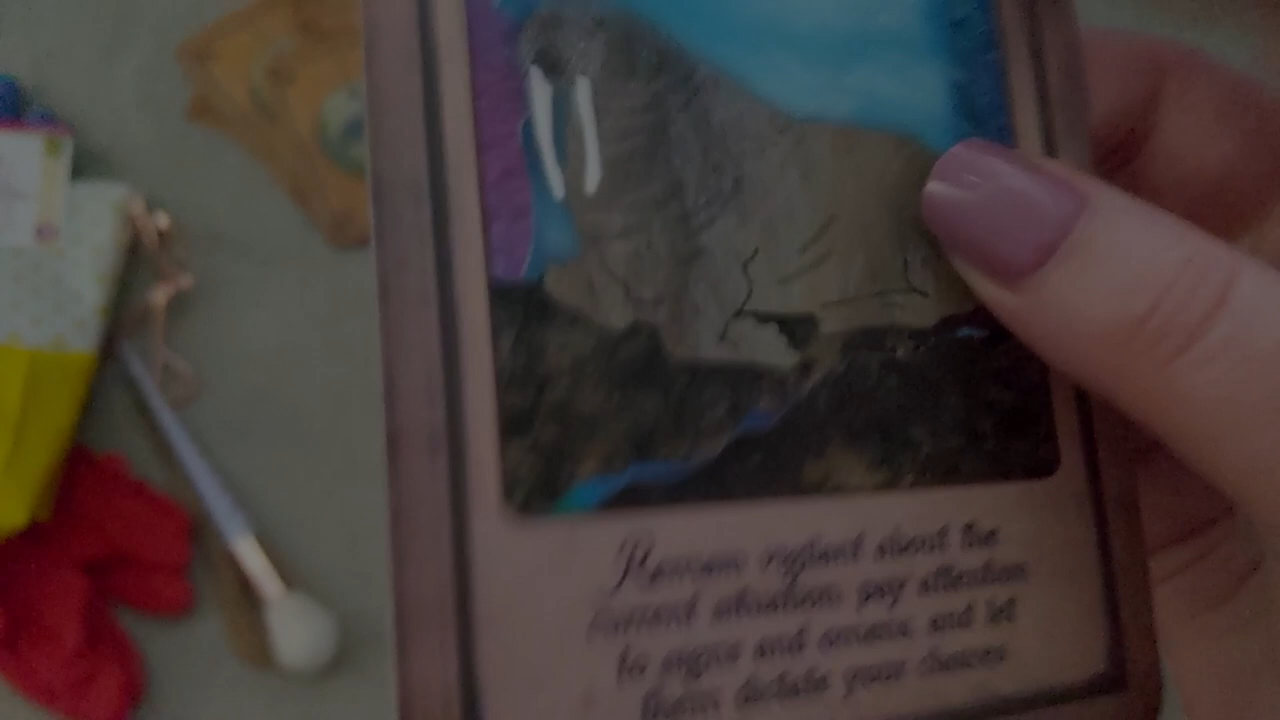 Remain vigilant about the
current situation; pay attention
to signs and omens, and let
them dictate your choices